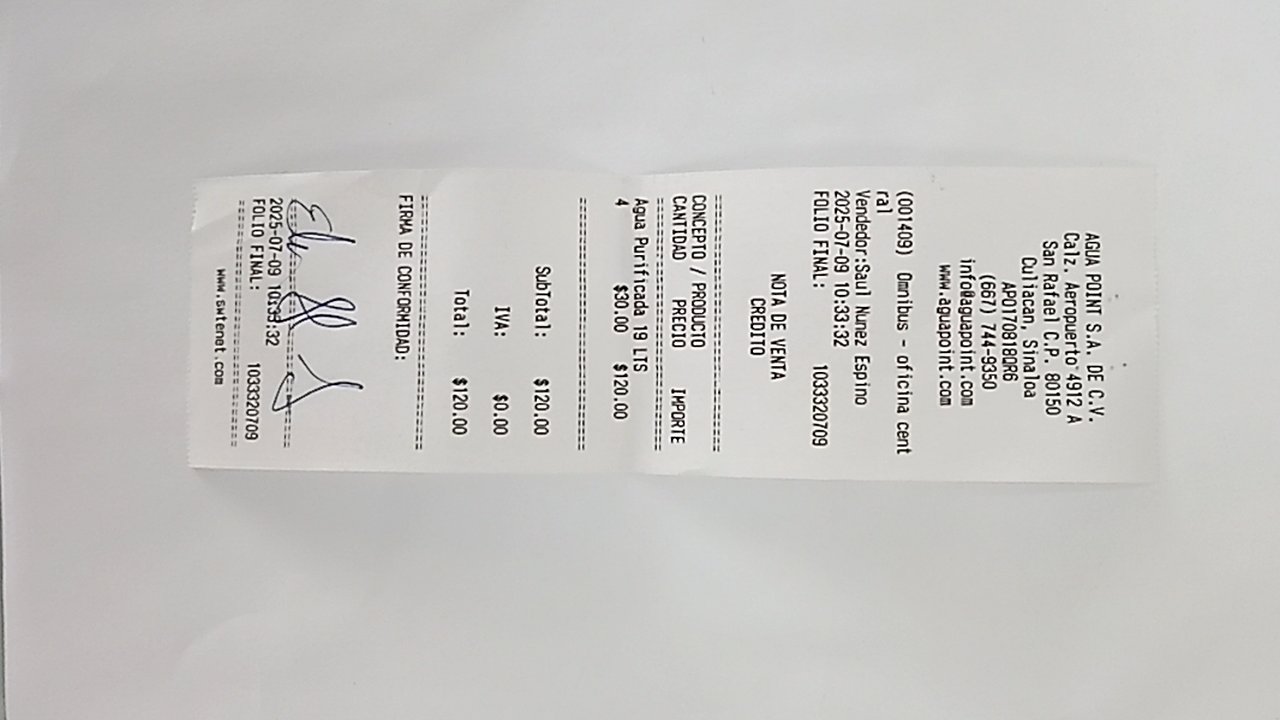 AGUA POINT S.A. DE C.V.
Calz. Aeropuerto 4912 A
San Rafael C.P. 80150
Culiacan, Sinaloa
APO170818QR6
(667) 744-9350
info@aguapoint.com
www.aguapoint.com
(001409) Omnibus - oficina cent
ral
Vendedor:Saul Nunez Espino
2025-07-09 10:33:32
FOLIO FINAL: 1033320709
NOTA DE VENTA
CREDITO
===============================
CONCEPTO / PRODUCTO
CANTIDAD PRECIO IMPORTE
===============================
Agua Purificada 19 LTS
4 $30.00 $120.00
===============================
SubTotal: $120.00
IVA: $0.00
Total: $120.00
===============================
FIRMA DE CONFORMIDAD:
===============================
2025-07-09 10:33:32
FOLIO FINAL: 1033320709
===============================
www.swtenet.com